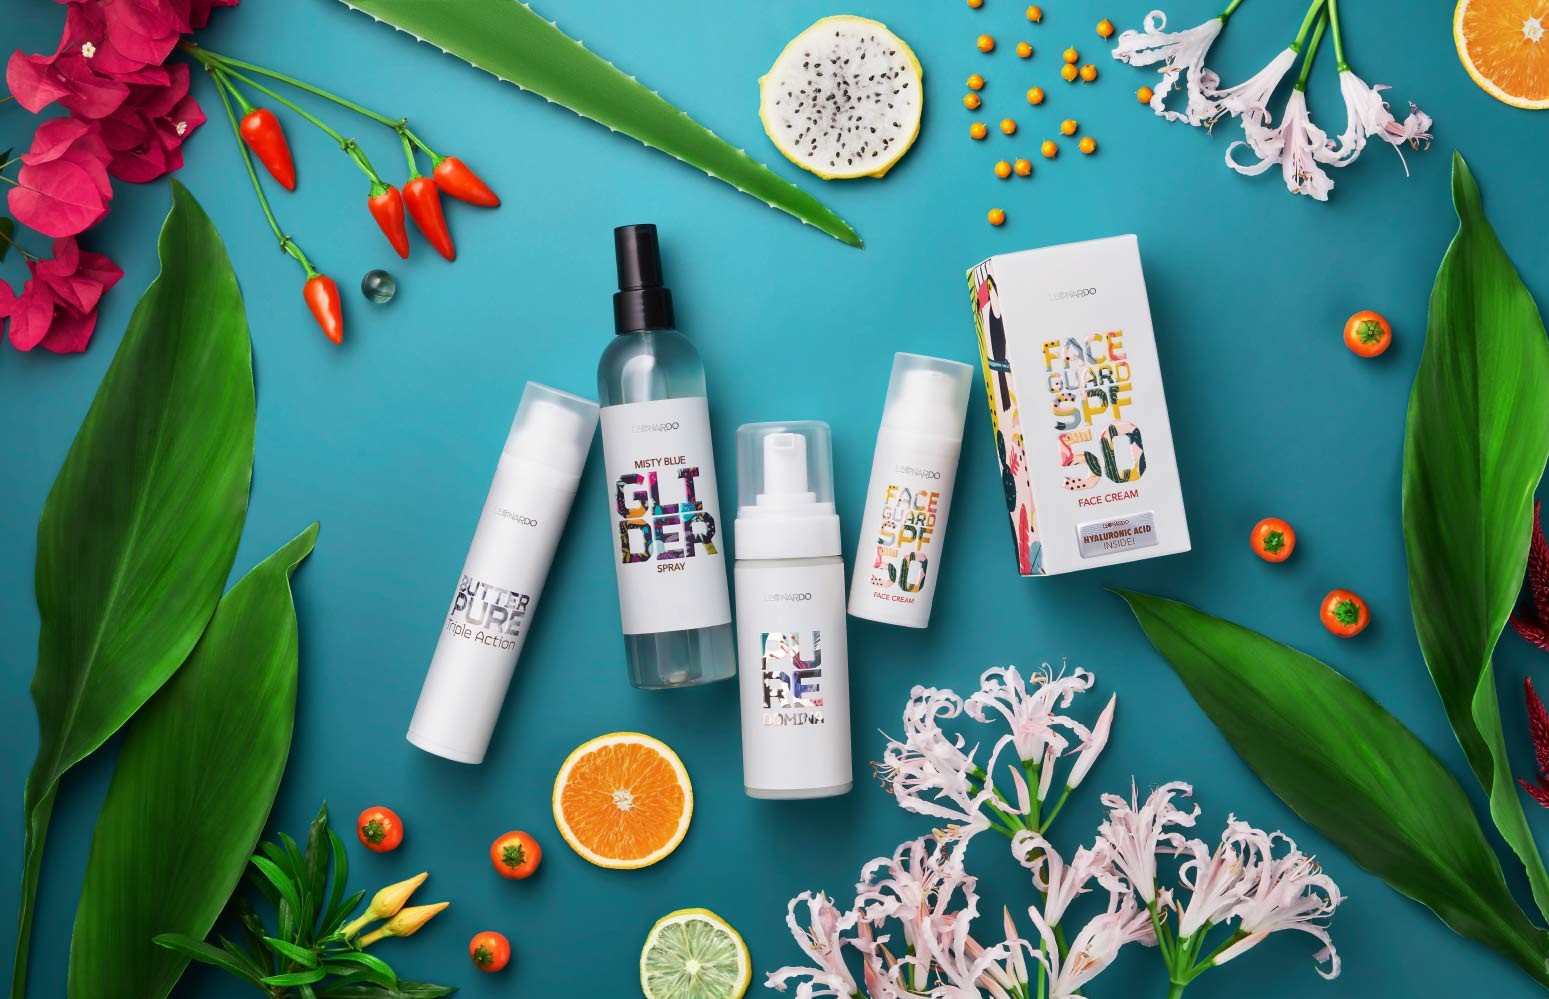 LEONARDO
BUTTER
PURE
Triple Action
LEONARDO
MISTY BLUE
GLI
DER
SPRAY
LEONARDO
PU
RE
DOMINA
LEONARDO
FACE
GUARD
SPF
50
FACE CREAM
LEONARDO
FACE
GUARD
SPF
50
FACE CREAM
LEONARDO
HYALURONIC ACID
INSIDE!